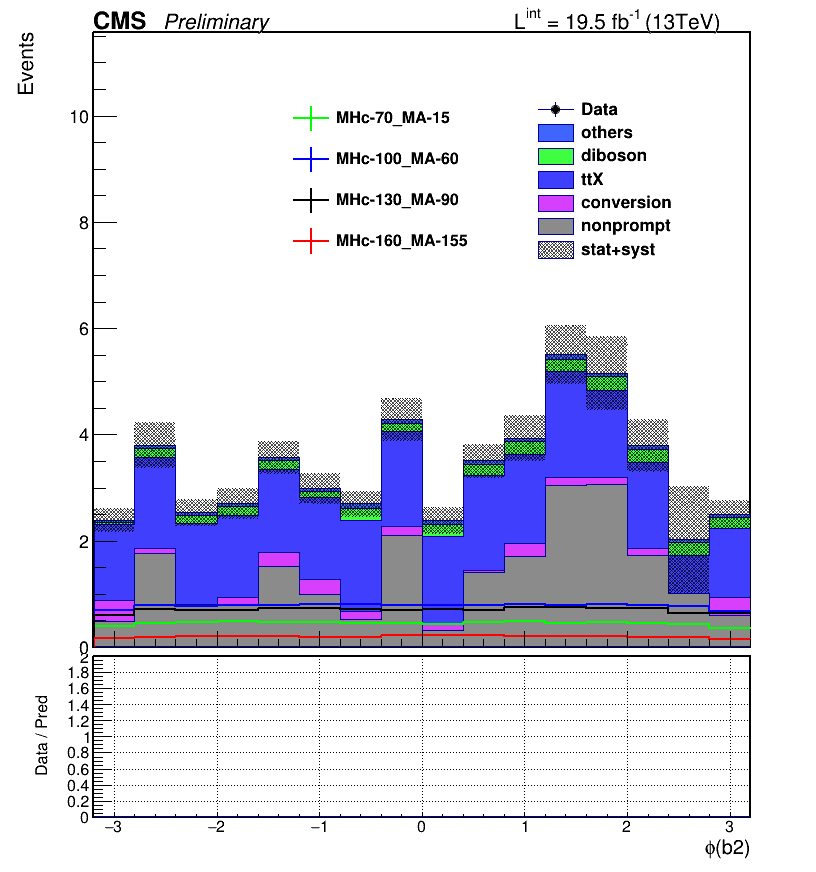 CMS Preliminary L^int = 19.5 fb^-1 (13TeV)
Events
10
8
6
4
2
0
MHc-70_MA-15
MHc-100_MA-60
MHc-130_MA-90
MHc-160_MA-155
Data
others
diboson
ttX
conversion
nonprompt
stat+syst
Data / Pred
2
1.8
1.6
1.4
1.2
1
0.8
0.6
0.4
0.2
0
−3 −2 −1 0 1 2 3
ϕ(b2)